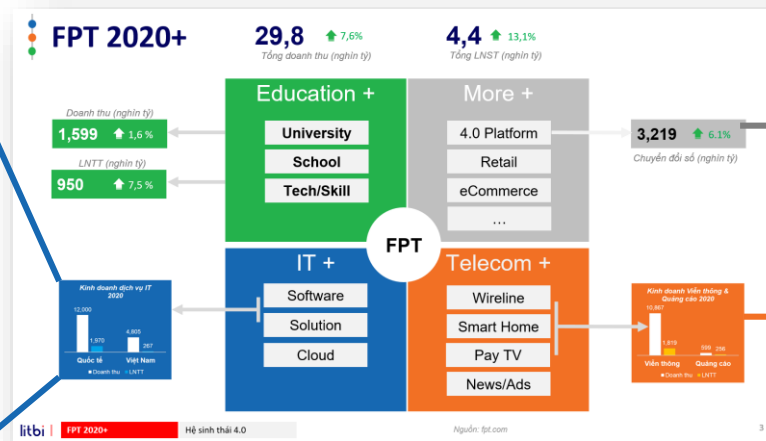 FPT 2020+
29,8 7,6%
Tổng doanh thu (nghìn tỷ)
4,4 13,1%
Tổng LNST (nghìn tỷ)
Education +
University
School
Tech/Skill
More +
4.0 Platform
Retail
eCommerce
...
Doanh thu (nghìn tỷ)
1,599 1,6 %
LNTT (nghìn tỷ)
950 7,5 %
3,219 6.1%
Chuyển đổi số (nghìn tỷ)
FPT
IT +
Software
Solution
Cloud
Telecom +
Wireline
Smart Home
Pay TV
News/Ads
Kinh doanh dịch vụ IT
2020
12,000
1,970
4,805
267
Quốc tế Việt Nam
Doanh thu LNTT
Kinh doanh Viễn thông &
Quảng cáo 2020
10,867
1,819
Viễn thông Quảng cáo
Doanh thu LNTT
litbi | FPT 2020+ Hệ sinh thái 4.0 Nguồn: fpt.com 3